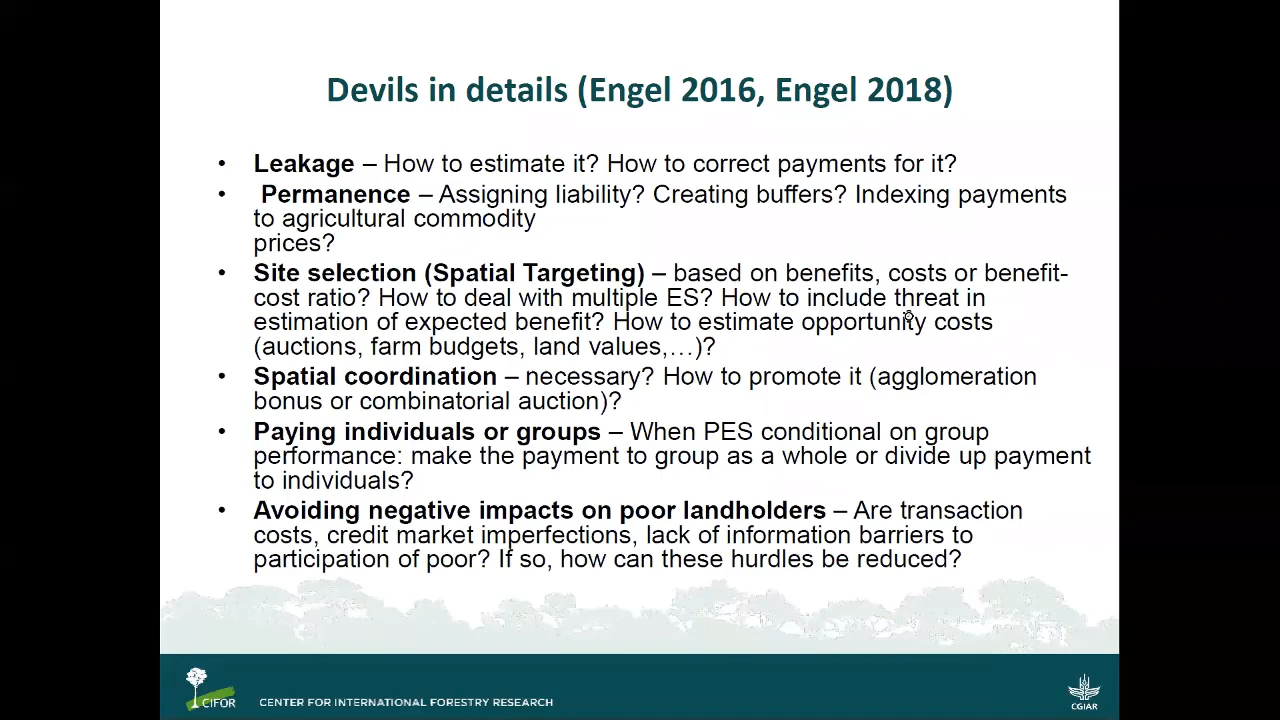 Devils in details (Engel 2016, Engel 2018)
• Leakage – How to estimate it? How to correct payments for it?
• Permanence – Assigning liability? Creating buffers? Indexing payments
to agricultural commodity
prices?
• Site selection (Spatial Targeting) – based on benefits, costs or benefit-
cost ratio? How to deal with multiple ES? How to include threat in
estimation of expected benefit? How to estimate opportunity costs
(auctions, farm budgets, land values,…)?
• Spatial coordination – necessary? How to promote it (agglomeration
bonus or combinatorial auction)?
• Paying individuals or groups – When PES conditional on group
performance: make the payment to group as a whole or divide up payment
to individuals?
• Avoiding negative impacts on poor landholders – Are transaction
costs, credit market imperfections, lack of information barriers to
participation of poor? If so, how can these hurdles be reduced?
CIFOR
CENTER FOR INTERNATIONAL FORESTRY RESEARCH
CGIAR